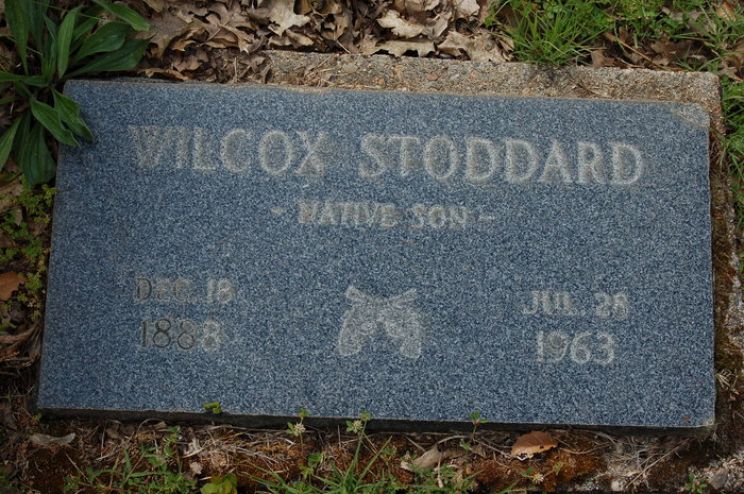 WILCOX STODDARD
- NATIVE SON -
DEC. 18
1888
JUL. 28
1963